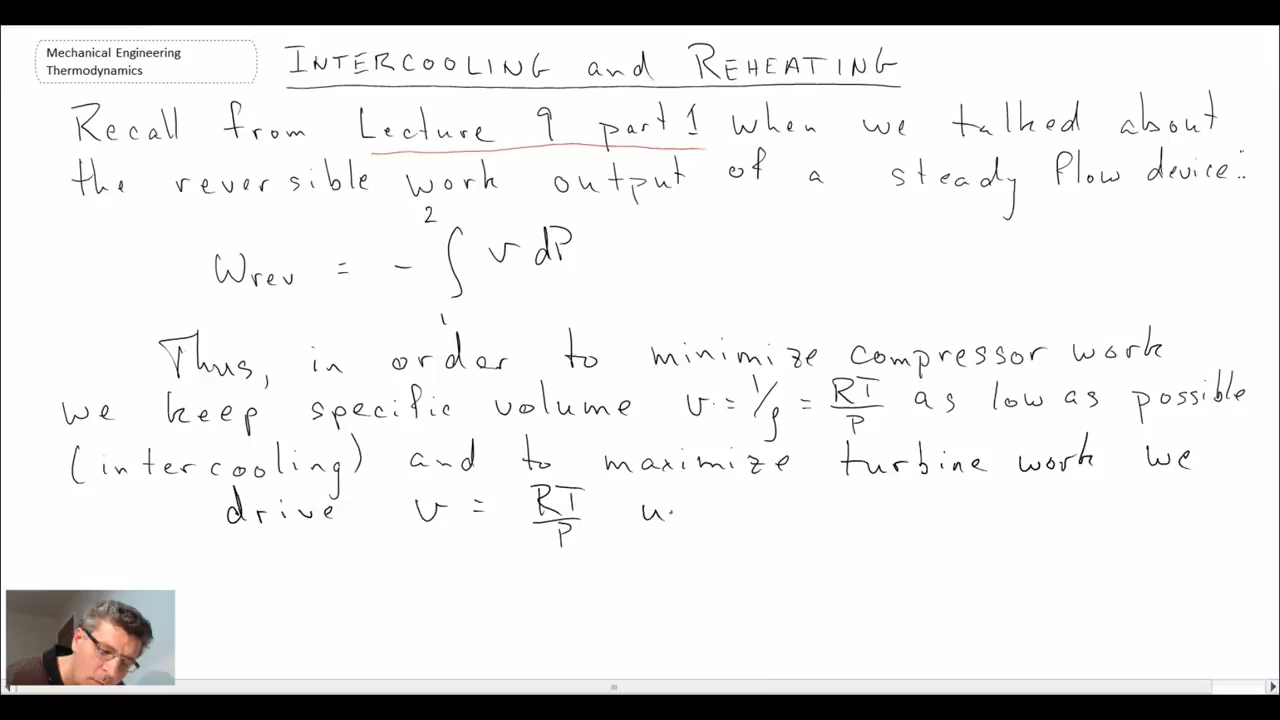 Mechanical Engineering
Thermodynamics
INTERCOOLING and REHEATING
Recall from Lecture 9 part 1 when we talked about
the reversible work output of a steady flow device:
Wrev = - ∫₁² v dP
Thus, in order to minimize compressor work
we keep specific volume v = 1/ρ = RT/P as low as possible
(intercooling) and to maximize turbine work we
drive v = RT/P u